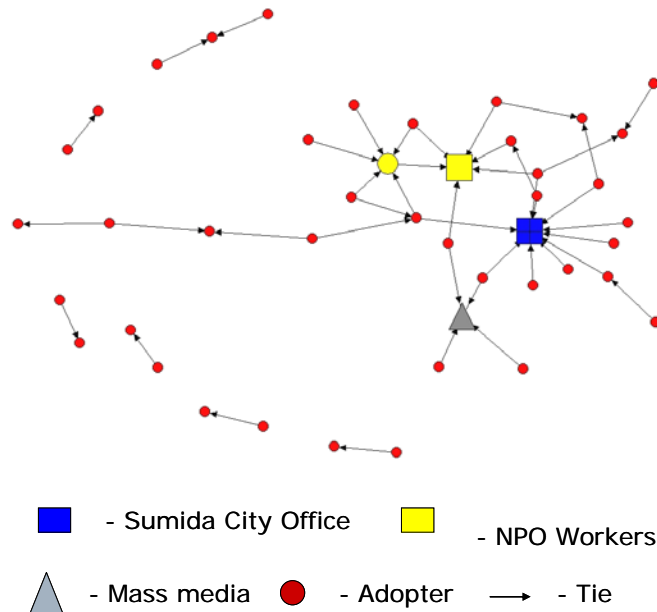 - Sumida City Office
- NPO Workers
- Mass media
- Adopter
- Tie